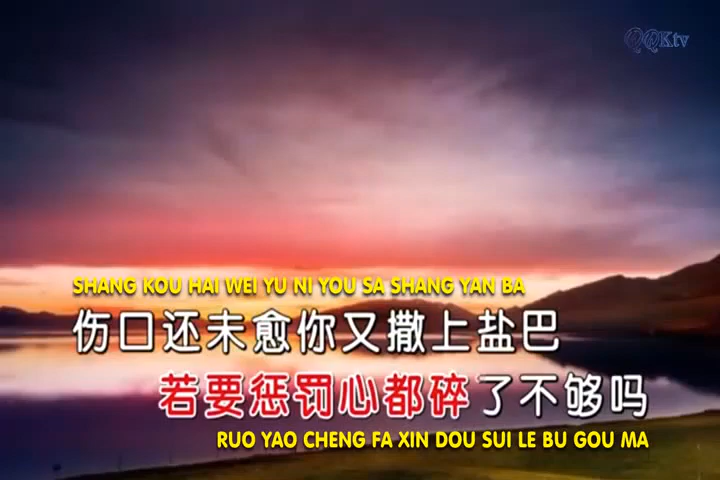 QQKtv
SHANG KOU HAI WEI YU NI YOU SA SHANG YAN BA
伤口还未愈你又撒上盐巴
若要惩罚心都碎了不够吗
RUO YAO CHENG FA XIN DOU SUI LE BU GOU MA